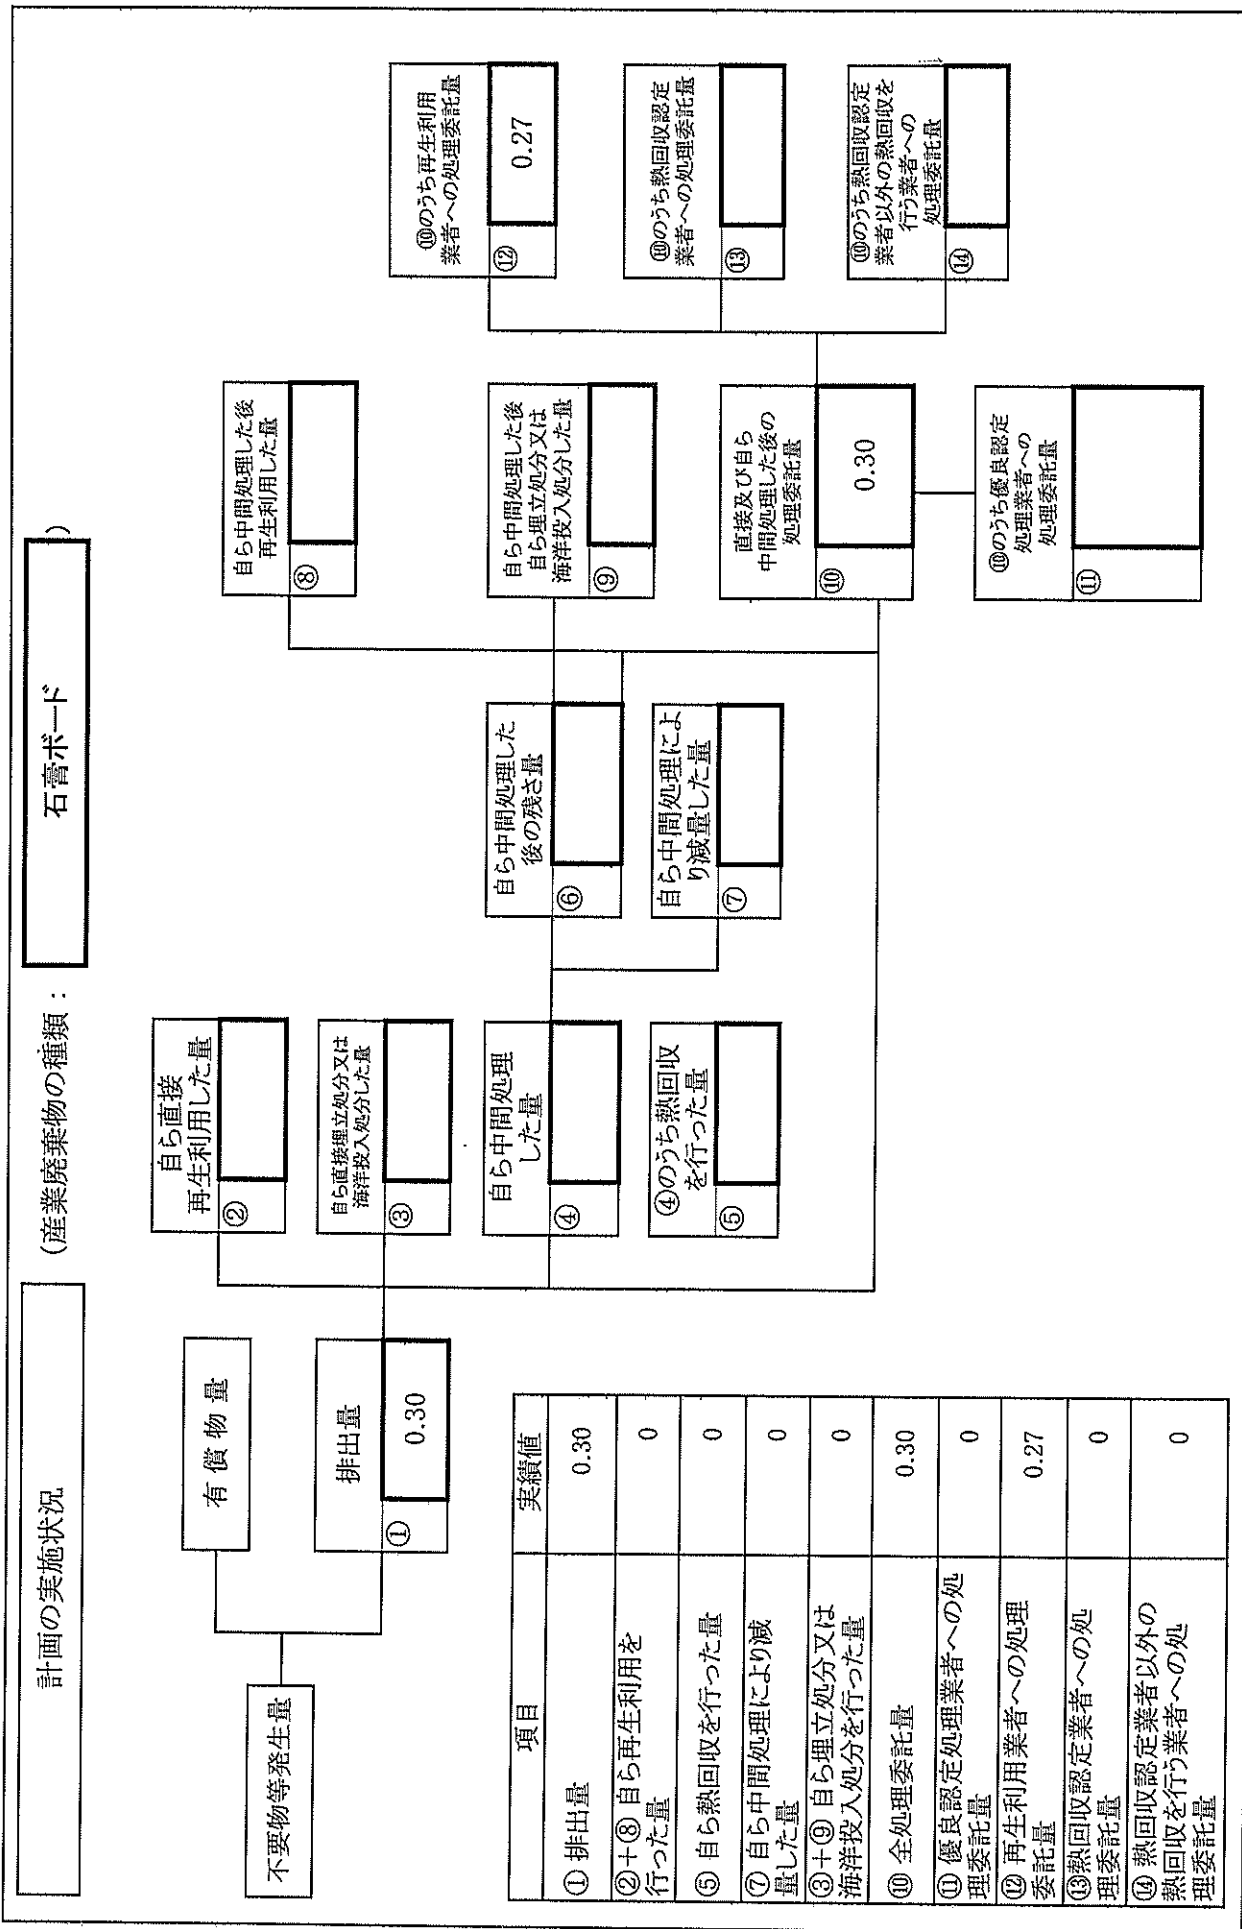 計画の実施状況
(産業廃棄物の種類：
石膏ボード
)
不要物等発生量
有 償 物 量
排出量
①
0.30
自ら直接
再生利用した量
②
自ら直接埋立処分又は
海洋投入処分した量
③
自ら中間処理
した量
④
④のうち熱回収
を行った量
⑤
自ら中間処理した
後の残さ量
⑥
自ら中間処理によ
り減量した量
⑦
自ら中間処理した後
再生利用した量
⑧
自ら中間処理した後
自ら埋立処分又は
海洋投入処分した量
⑨
直接及び自ら
中間処理した後の
処理委託量
⑩
0.30
⑩のうち優良認定
処理業者への
処理委託量
⑪
⑩のうち再生利用
業者への処理委託量
⑫
0.27
⑩のうち熱回収認定
業者への処理委託量
⑬
⑩のうち熱回収認定
業者以外の熱回収を
行う業者への
処理委託量
⑭
項目
実績値
① 排出量
0.30
②＋⑧ 自ら再生利用を
行った量
0
⑤ 自ら熱回収を行った量
0
⑦ 自ら中間処理により減
量した量
0
③＋⑨ 自ら埋立処分又は
海洋投入処分を行った量
0
⑩ 全処理委託量
0.30
⑪ 優良認定処理業者への処
理委託量
0
⑫ 再生利用業者への処理
委託量
0.27
⑬熱回収認定業者への処
理委託量
0
⑭ 熱回収認定業者以外の
熱回収を行う業者への処
理委託量
0